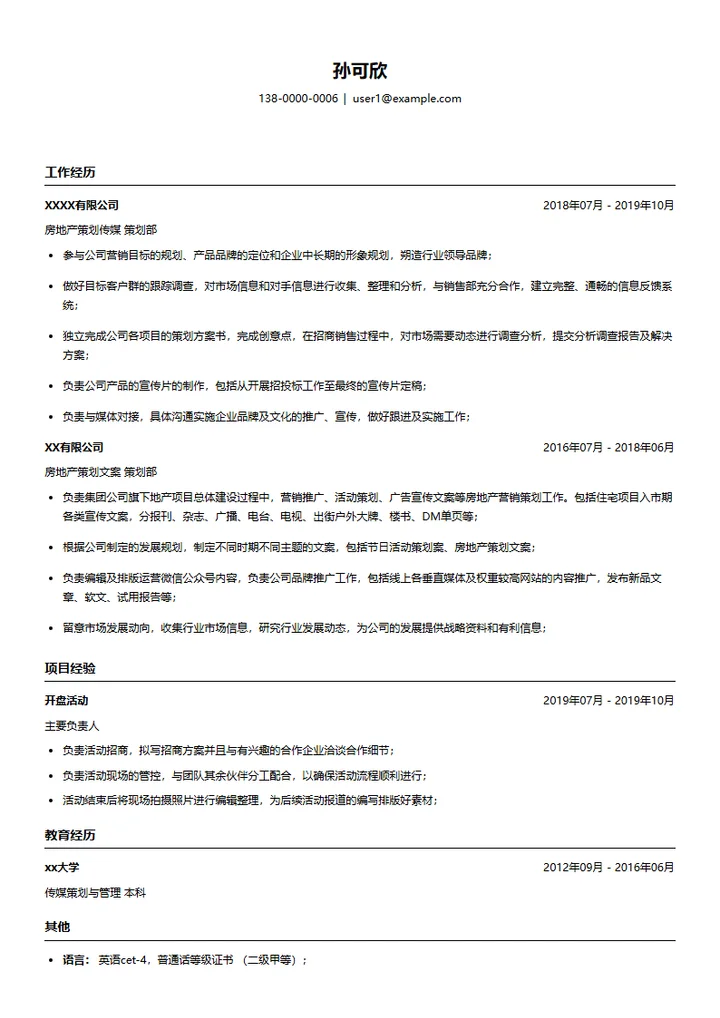 孙可欣
138-0000-0006 | user1@example.com
工作经历
XXXX有限公司 2018年07月 - 2019年10月
房地产策划传媒 策划部
• 参与公司营销目标的规划、产品品牌的定位和企业中长期的形象规划，朔造行业领导品牌；
• 做好目标客户群的跟踪调查，对市场信息和对手信息进行收集、整理和分析，与销售部充分合作，建立完整、通畅的信息反馈系
统；
• 独立完成公司各项目的策划方案书，完成创意点，在招商销售过程中，对市场需要动态进行调查分析，提交分析调查报告及解决
方案；
• 负责公司产品的宣传片的制作，包括从开展招投标工作至最终的宣传片定稿；
• 负责与媒体对接，具体沟通实施企业品牌及文化的推广、宣传，做好跟进及实施工作；
XX有限公司 2016年07月 - 2018年06月
房地产策划文案 策划部
• 负责集团公司旗下地产项目总体建设过程中，营销推广、活动策划、广告宣传文案等房地产营销策划工作。包括住宅项目入市期
各类宣传文案，分报刊、杂志、广播、电台、电视、出街户外大牌、楼书、DM单页等；
• 根据公司制定的发展规划，制定不同时期不同主题的文案，包括节日活动策划案、房地产策划文案；
• 负责编辑及排版运营微信公众号内容，负责公司品牌推广工作，包括线上各垂直媒体及权重较高网站的内容推广，发布新品文
章、软文、试用报告等；
• 留意市场发展动向，收集行业市场信息，研究行业发展动态，为公司的发展提供战略资料和有利信息；
项目经验
开盘活动 2019年07月 - 2019年10月
主要负责人
• 负责活动招商，拟写招商方案并且与有兴趣的合作企业洽谈合作细节；
• 负责活动现场的管控，与团队其余伙伴分工配合，以确保活动流程顺利进行；
• 活动结束后将现场拍摄照片进行编辑整理，为后续活动报道的编写排版好素材；
教育经历
xx大学 2012年09月 - 2016年06月
传媒策划与管理 本科
其他
• 语言： 英语cet-4，普通话等级证书 （二级甲等）；